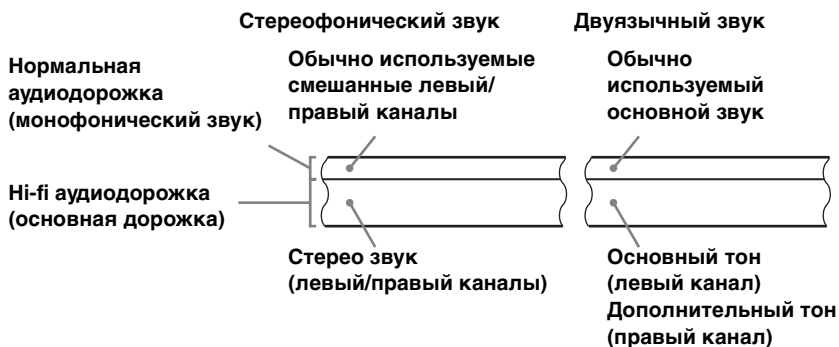 Стереофонический звук
Двуязычный звук
Нормальная
аудиодорожка
(монофонический звук)
Обычно используемые
смешанные левый/
правый каналы
Обычно
используемый
основной звук
Hi-fi аудиодорожка
(основная дорожка)
Стерео звук
(левый/правый каналы)
Основный тон
(левый канал)
Дополнительный тон
(правый канал)